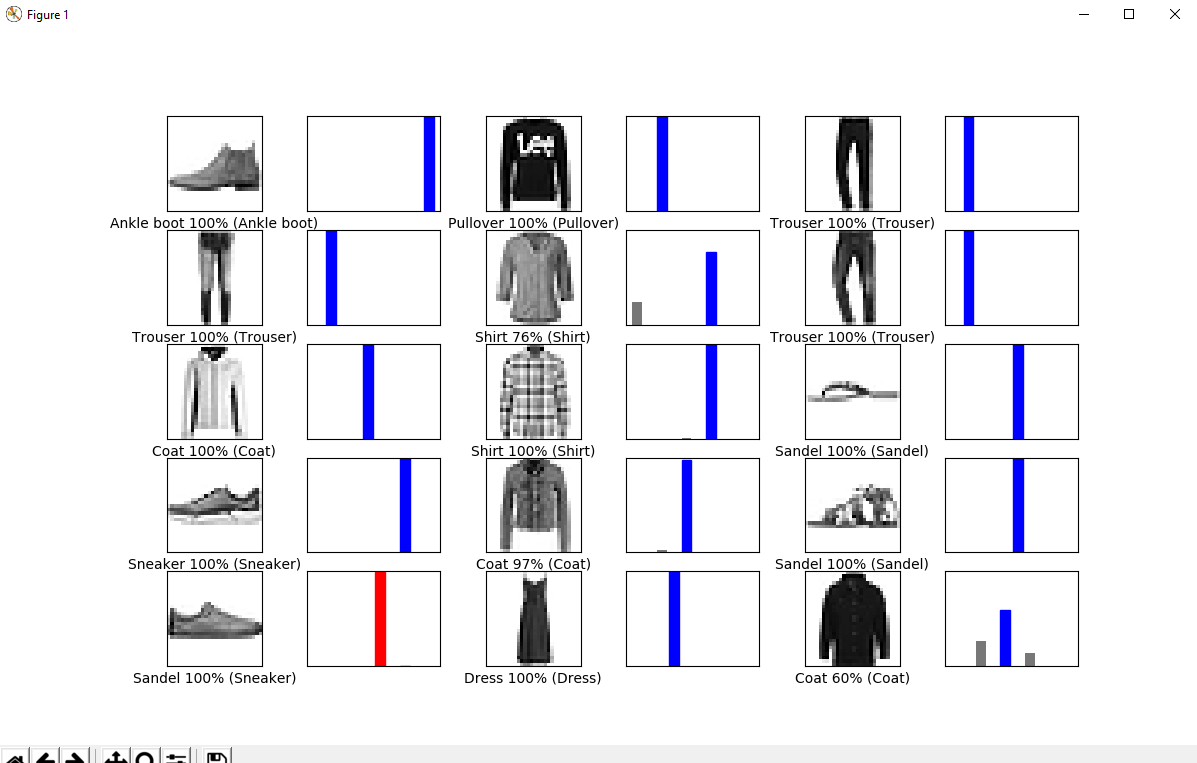 Figure 1
Lee
Ankle boot 100% (Ankle boot)
Pullover 100% (Pullover)
Trouser 100% (Trouser)
Trouser 100% (Trouser)
Shirt 76% (Shirt)
Trouser 100% (Trouser)
Coat 100% (Coat)
Shirt 100% (Shirt)
Sandel 100% (Sandel)
Sneaker 100% (Sneaker)
Coat 97% (Coat)
Sandel 100% (Sandel)
Sandel 100% (Sneaker)
Dress 100% (Dress)
Coat 60% (Coat)